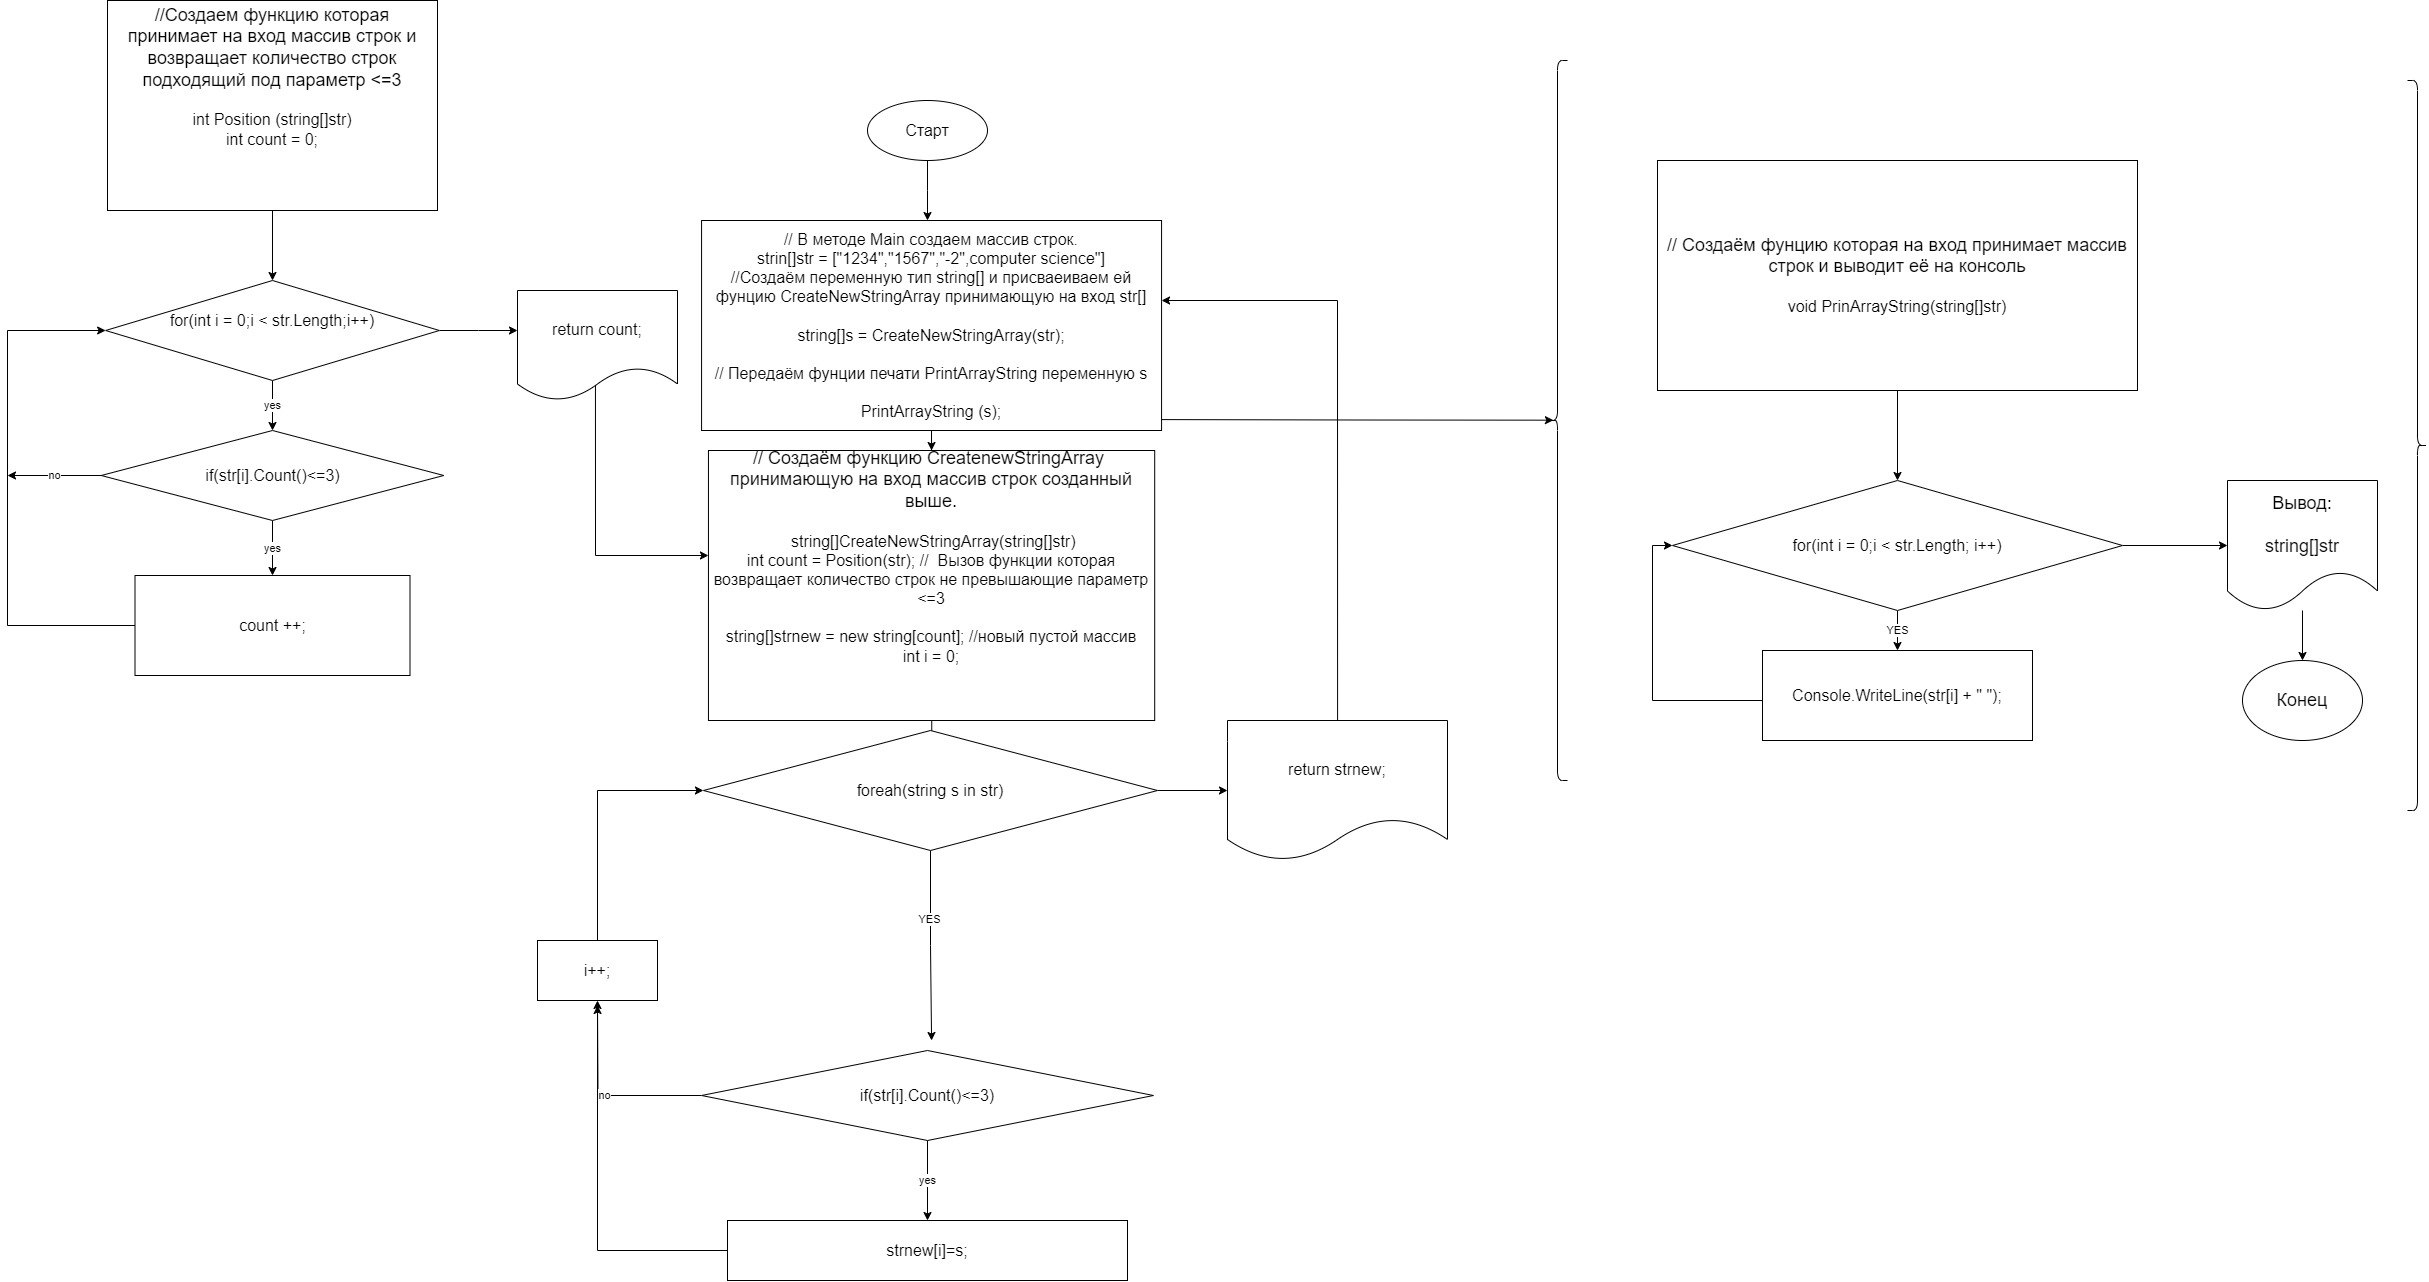 //Создаем функцию которая
принимает на вход массив строк и
возвращает количество строк
подходящий под параметр <=3
int Position (string[]str)
int count = 0;
for(int i = 0;i < str.Length;i++)
return count;
yes
if(str[i].Count()<=3)
no
yes
count ++;
Старт
// В методе Main создаем массив строк.
strin[]str = ["1234","1567","-2",computer science"]
//Создаём переменную тип string[] и присваеиваем ей
фунцию CreateNewStringArray принимающую на вход str[]
string[]s = CreateNewStringArray(str);
// Передаём фунции печати PrintArrayString переменную s
PrintArrayString (s);
// Создаём функцию CreatenewStringArray
принимающую на вход массив строк созданный
выше.
string[]CreateNewStringArray(string[]str)
int count = Position(str); // Вызов функции которая
возвращает количество строк не превышающие параметр
<=3
string[]strnew = new string[count]; //новый пустой массив
int i = 0;
foreah(string s in str)
return strnew;
YES
i++;
if(str[i].Count()<=3)
no
yes
strnew[i]=s;
// Создаём фунцию которая на вход принимает массив
строк и выводит её на консоль
void PrinArrayString(string[]str)
for(int i = 0;i < str.Length; i++)
Вывод:
string[]str
YES
Console.WriteLine(str[i] + " ");
Конец